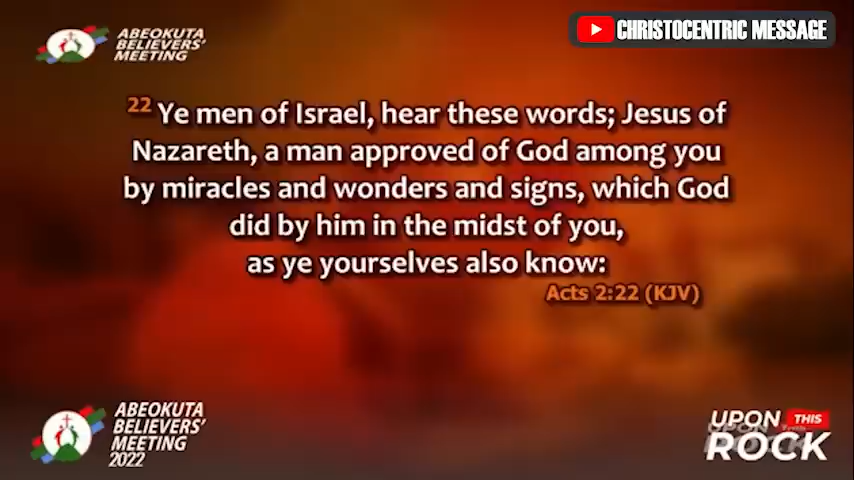 ABEOKUTA
BELIEVERS'
MEETING
CHRISTOCENTRIC MESSAGE
22 Ye men of Israel, hear these words; Jesus of
Nazareth, a man approved of God among you
by miracles and wonders and signs, which God
did by him in the midst of you,
as ye yourselves also know:
Acts 2:22 (KJV)
ABEOKUTA
BELIEVERS'
MEETING
2022
UPON THIS
ROCK